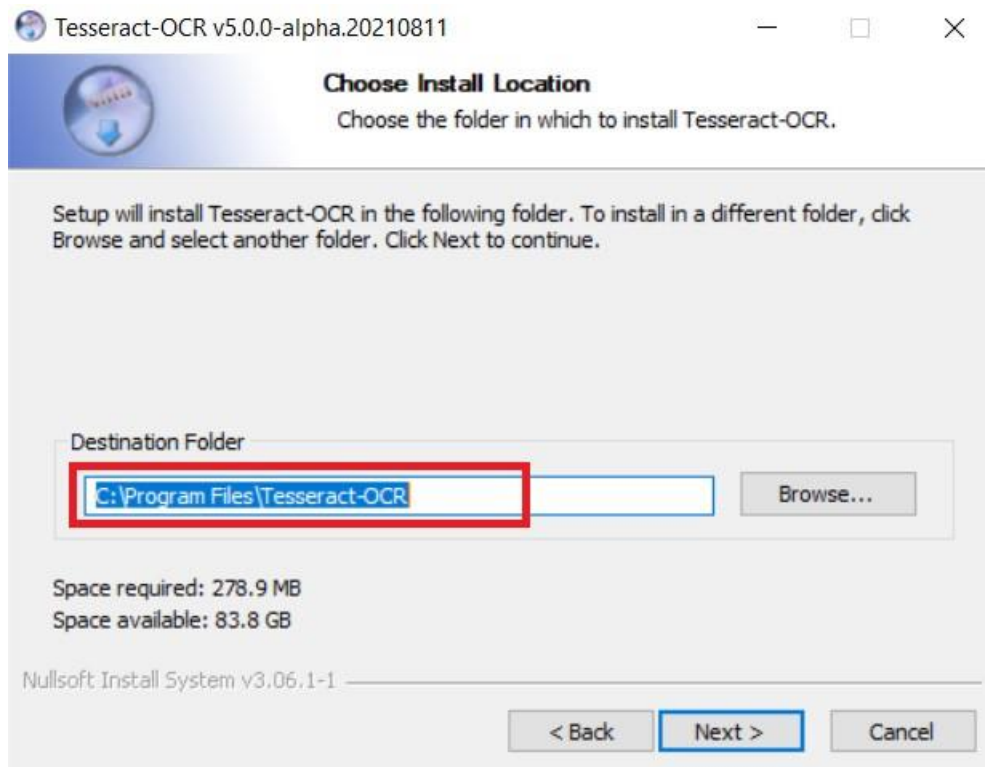 Tesseract-OCR v5.0.0-alpha.20210811
Choose Install Location
Choose the folder in which to install Tesseract-OCR.
Setup will install Tesseract-OCR in the following folder. To install in a different folder, click
Browse and select another folder. Click Next to continue.
Destination Folder
C:\Program Files\Tesseract-OCR
Browse...
Space required: 278.9 MB
Space available: 83.8 GB
Nullsoft Install System v3.06.1-1
< Back
Next >
Cancel